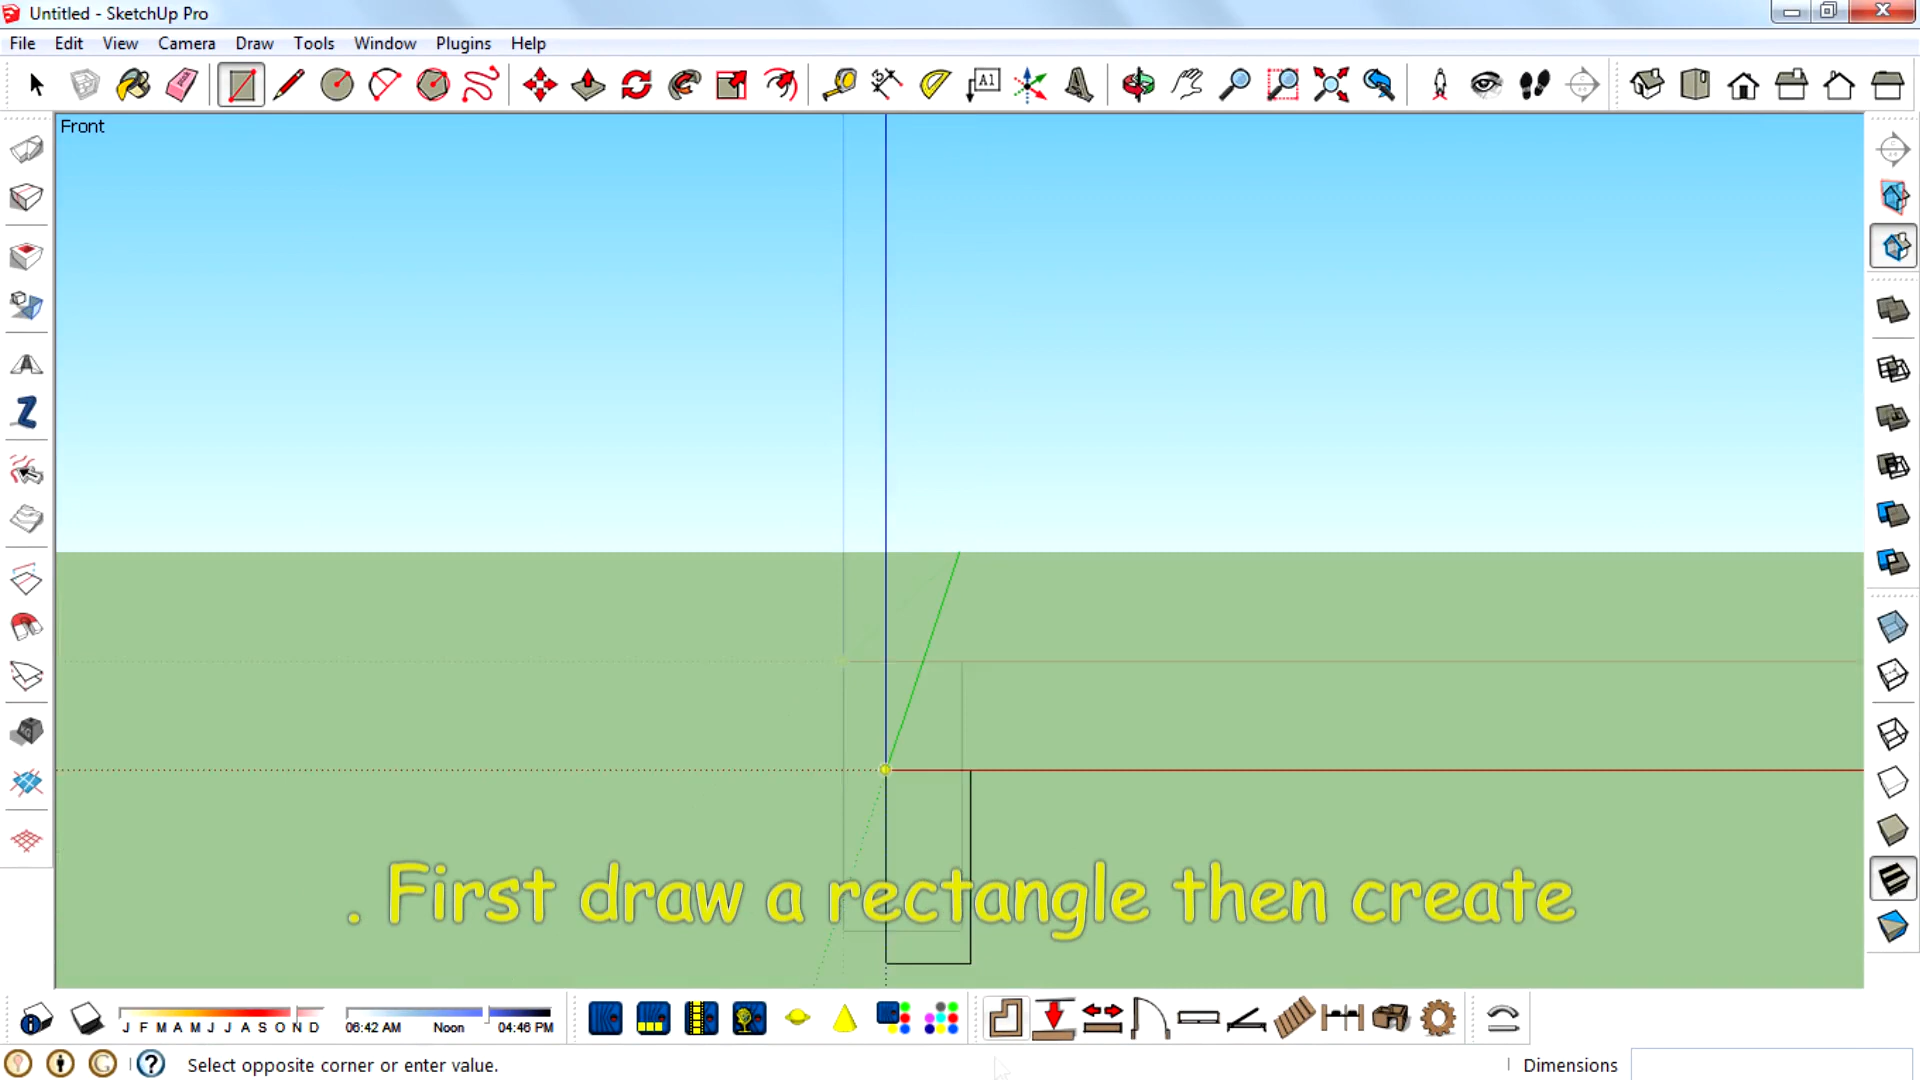 Untitled - SketchUp Pro
File Edit View Camera Draw Tools Window Plugins Help
A1
Front
. First draw a rectangle then create
J F M A M J J A S O N D
06:42 AM Noon 04:46 PM
Select opposite corner or enter value.
Dimensions